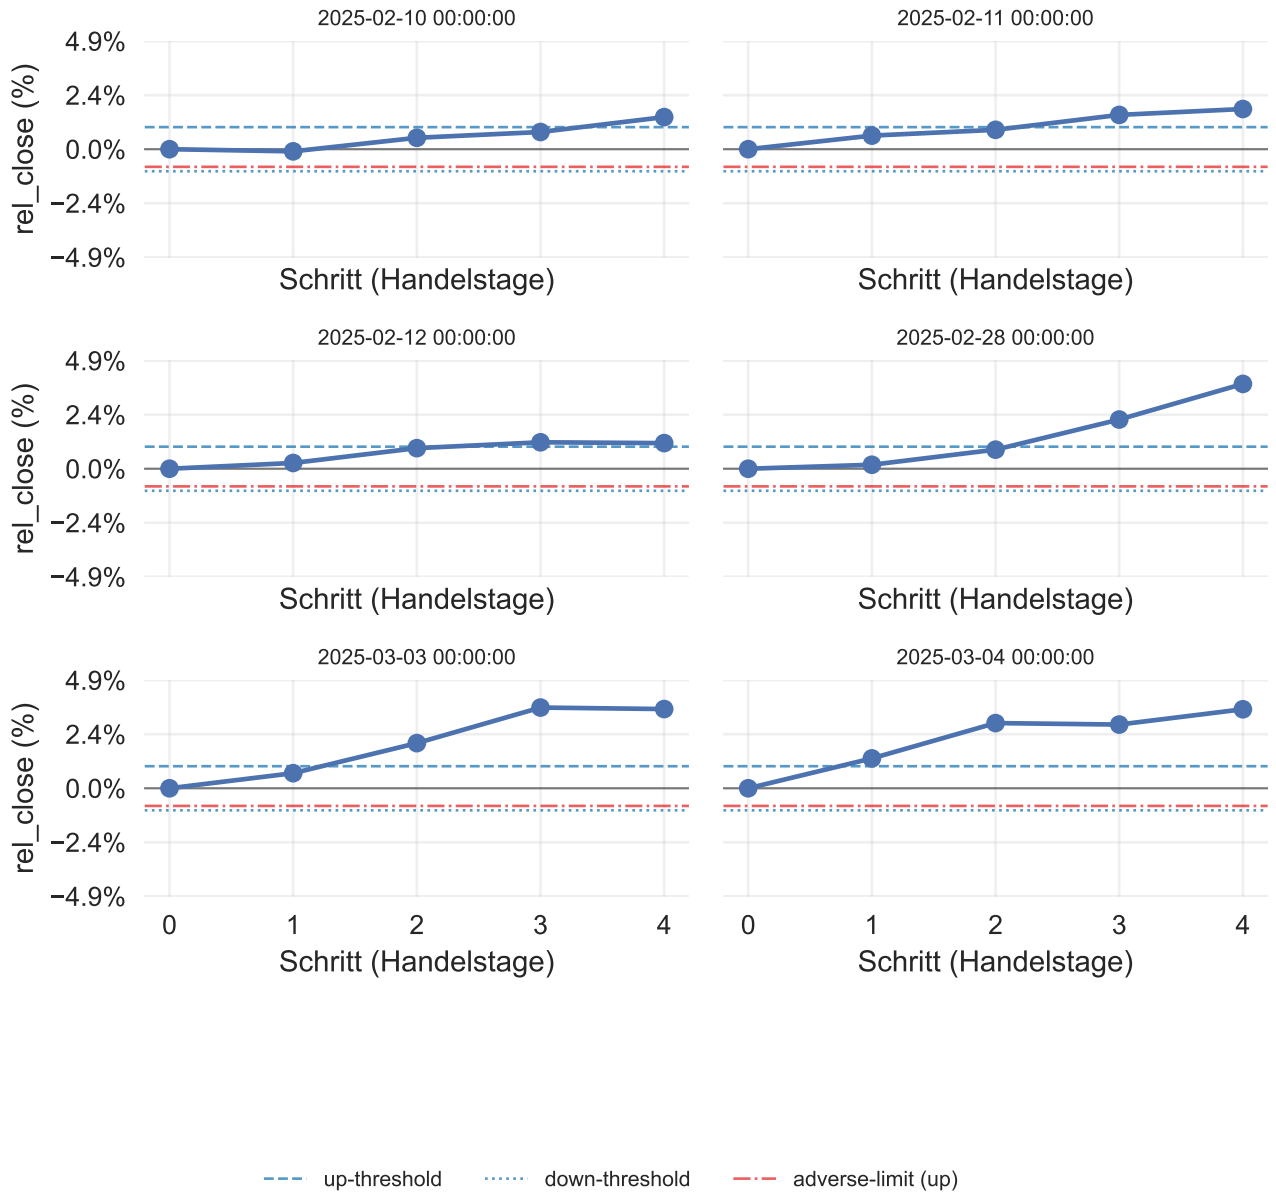 2025-02-10 00:00:00
2025-02-11 00:00:00
rel_close (%)
4.9%
2.4%
0.0%
−2.4%
−4.9%
Schritt (Handelstage)
Schritt (Handelstage)
2025-02-12 00:00:00
2025-02-28 00:00:00
rel_close (%)
4.9%
2.4%
0.0%
−2.4%
−4.9%
Schritt (Handelstage)
Schritt (Handelstage)
2025-03-03 00:00:00
2025-03-04 00:00:00
rel_close (%)
4.9%
2.4%
0.0%
−2.4%
−4.9%
0 1 2 3 4
0 1 2 3 4
Schritt (Handelstage)
Schritt (Handelstage)
up-threshold
down-threshold
adverse-limit (up)